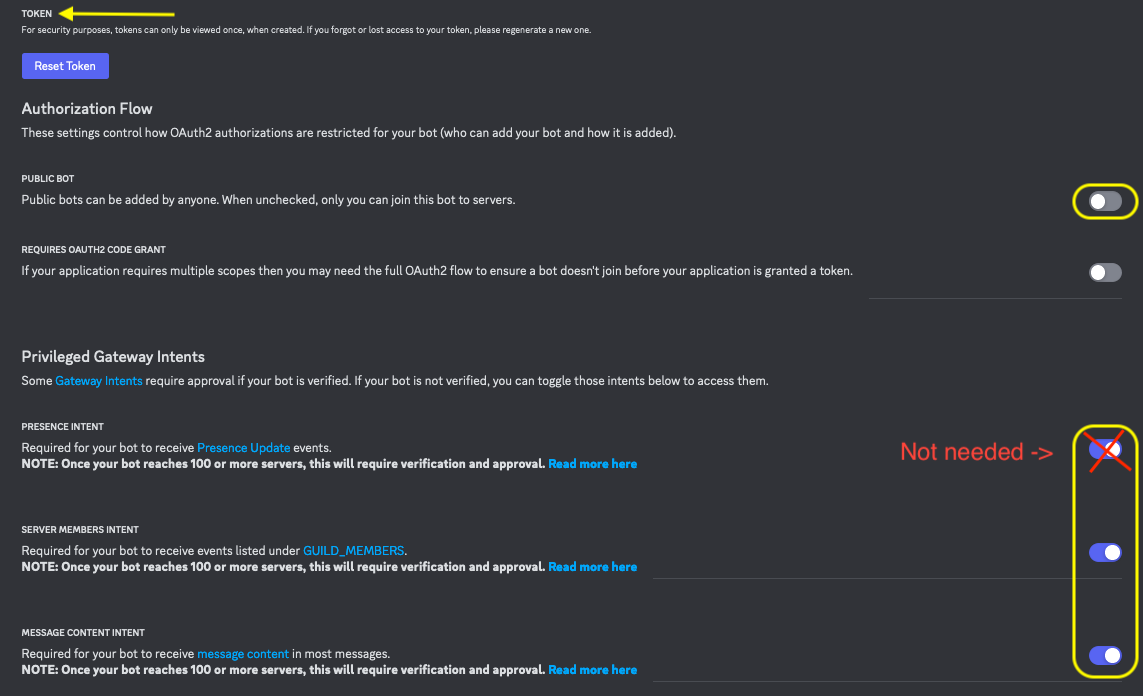 TOKEN
For security purposes, tokens can only be viewed once, when created. If you forgot or lost access to your token, please regenerate a new one.
Reset Token
Authorization Flow
These settings control how OAuth2 authorizations are restricted for your bot (who can add your bot and how it is added).
PUBLIC BOT
Public bots can be added by anyone. When unchecked, only you can join this bot to servers.
REQUIRES OAUTH2 CODE GRANT
If your application requires multiple scopes then you may need the full OAuth2 flow to ensure a bot doesn't join before your application is granted a token.
Privileged Gateway Intents
Some Gateway Intents require approval if your bot is verified. If your bot is not verified, you can toggle those intents below to access them.
PRESENCE INTENT
Required for your bot to receive Presence Update events.
NOTE: Once your bot reaches 100 or more servers, this will require verification and approval. Read more here
Not needed ->
SERVER MEMBERS INTENT
Required for your bot to receive events listed under GUILD_MEMBERS.
NOTE: Once your bot reaches 100 or more servers, this will require verification and approval. Read more here
MESSAGE CONTENT INTENT
Required for your bot to receive message content in most messages.
NOTE: Once your bot reaches 100 or more servers, this will require verification and approval. Read more here